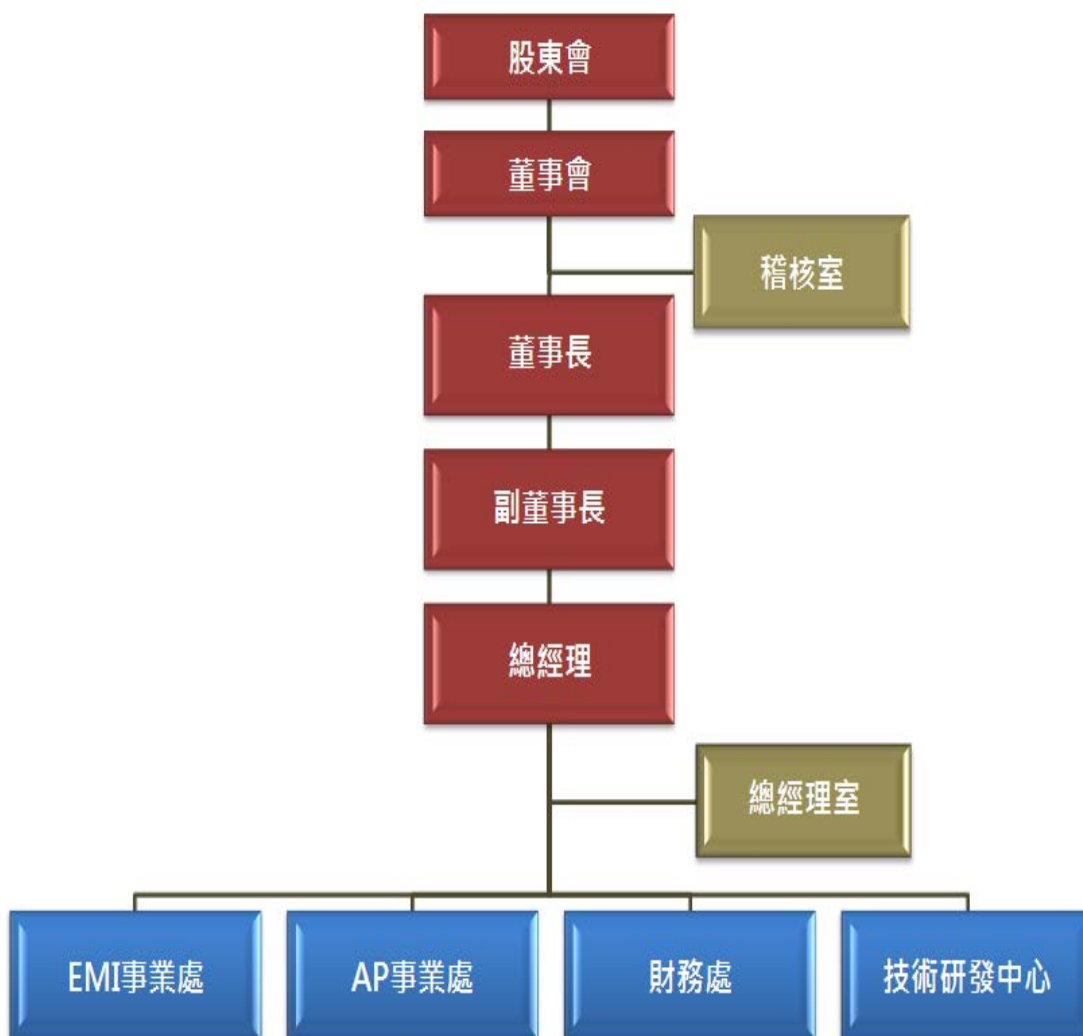 股東會
董事會
稽核室
董事長
副董事長
總經理
總經理室
EMI事業處
AP事業處
財務處
技術研發中心